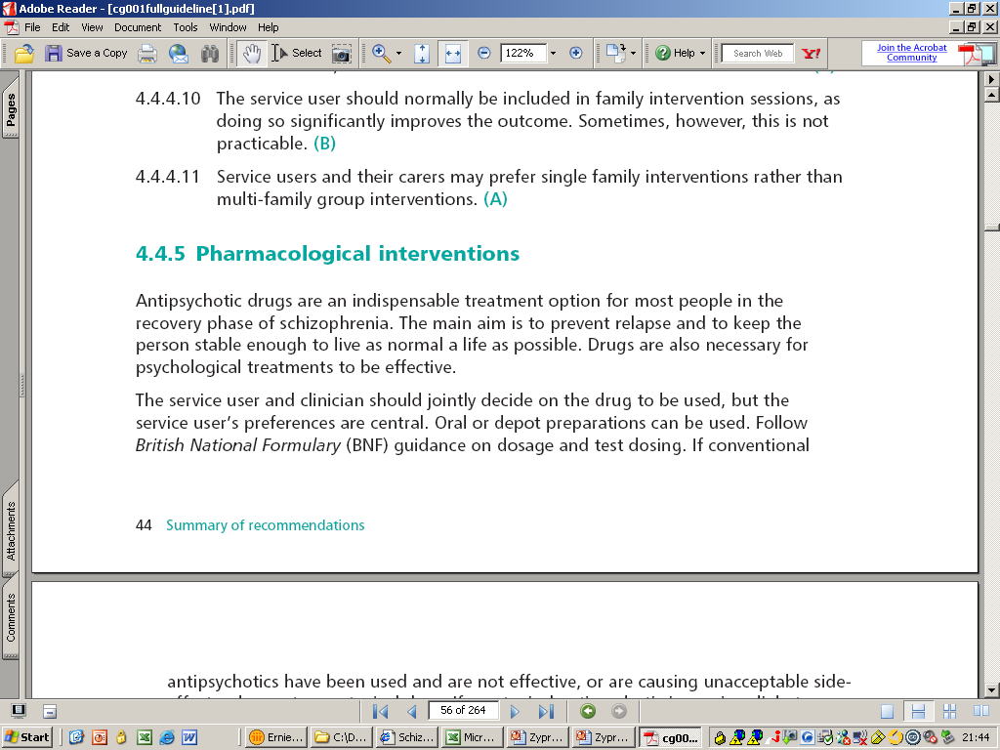 Adobe Reader - [cg001fullguideline[1].pdf]
File Edit View Document Tools Window Help
Save a Copy Select 122% Help Search Web Y! Join the Acrobat Community
Pages
4.4.4.10 The service user should normally be included in family intervention sessions, as
doing so significantly improves the outcome. Sometimes, however, this is not
practicable. (B)
4.4.4.11 Service users and their carers may prefer single family interventions rather than
multi-family group interventions. (A)
4.4.5 Pharmacological interventions
Antipsychotic drugs are an indispensable treatment option for most people in the
recovery phase of schizophrenia. The main aim is to prevent relapse and to keep the
person stable enough to live as normal a life as possible. Drugs are also necessary for
psychological treatments to be effective.
The service user and clinician should jointly decide on the drug to be used, but the
service user's preferences are central. Oral or depot preparations can be used. Follow
British National Formulary (BNF) guidance on dosage and test dosing. If conventional
44 Summary of recommendations
Attachments
Comments
antipsychotics have been used and are not effective, or are causing unacceptable side-
56 of 264
Start Ernie... C:\D... Schiz... Micr... Zypr... Zypr... cg00... 21:44